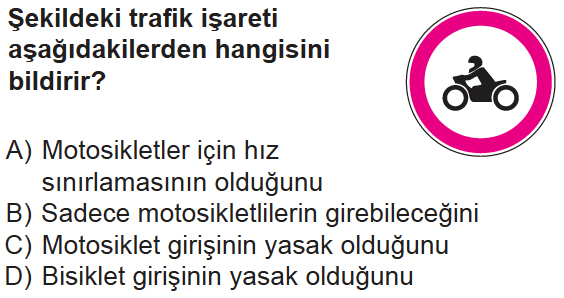 Şekildeki trafik işareti
aşağıdakilerden hangisini
bildirir?
A) Motosikletler için hız
sınırlamasının olduğunu
B) Sadece motosikletlilerin girebileceğini
C) Motosiklet girişinin yasak olduğunu
D) Bisiklet girişinin yasak olduğunu